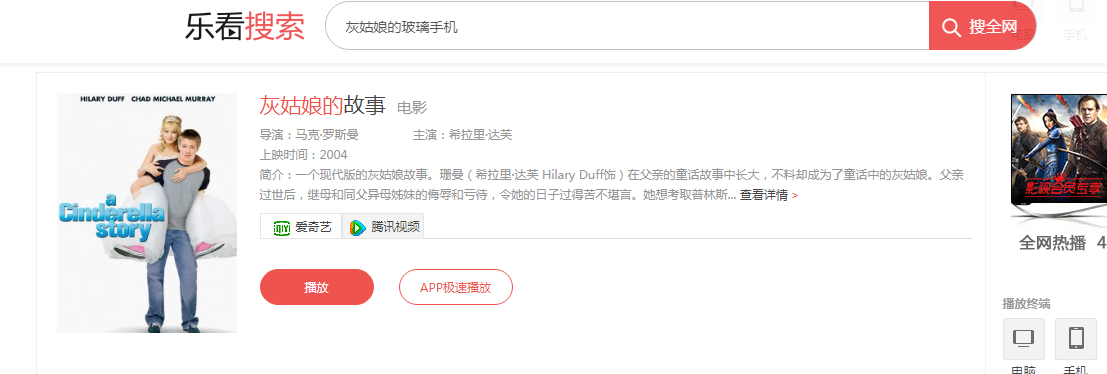 乐看搜索
灰姑娘的玻璃手机
搜全网
电脑
手机
HILARY DUFF CHAD MICHAEL MURRAY
a
Cinderella
story
灰姑娘的故事 电影
导演：马克·罗斯曼 主演：希拉里·达芙
上映时间：2004
简介：一个现代版的灰姑娘故事。珊曼（希拉里·达芙 Hilary Duff饰）在父亲的童话故事中长大，不料却成为了童话中的灰姑娘。父亲
过世后，继母和同父异母姊妹的侮辱和亏待，令她的日子过得苦不堪言。她想考取普林斯... 查看详情 >
QIY 爱奇艺 腾讯视频
播放 APP极速播放
影视会员专享
全网热播 4
播放终端
电脑 手机